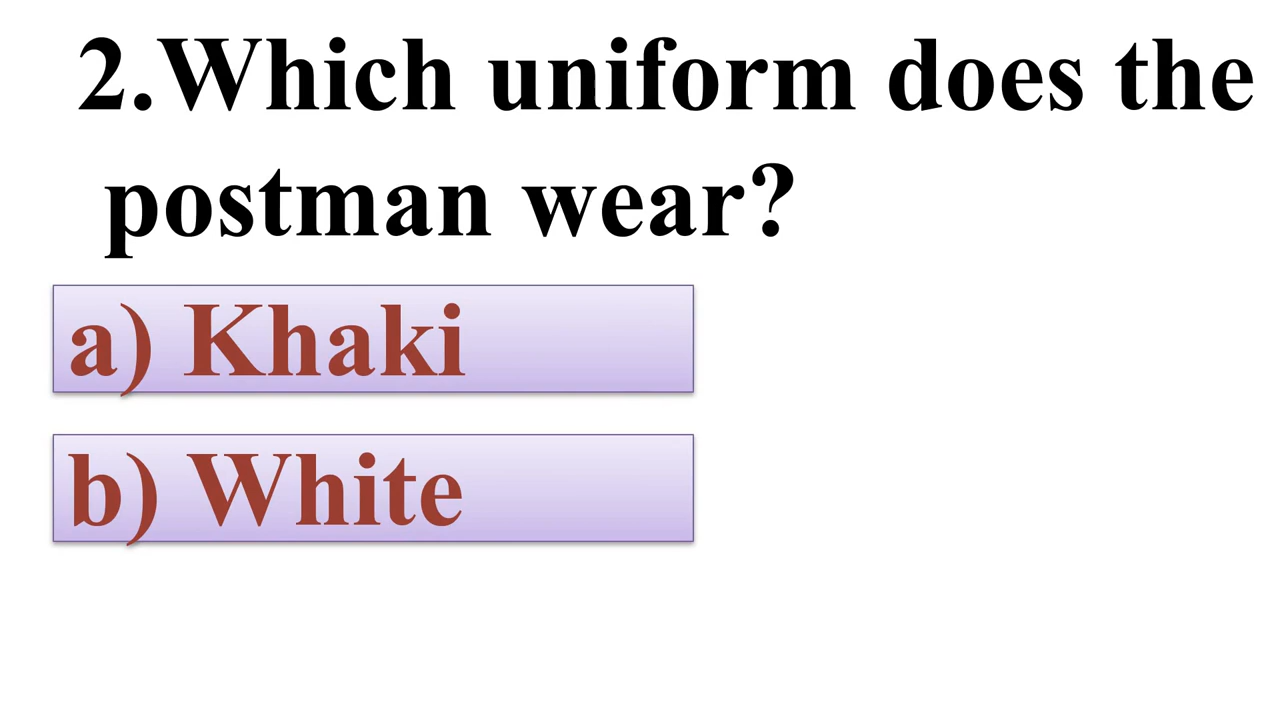 2.Which uniform does the
postman wear?
a) Khaki
b) White